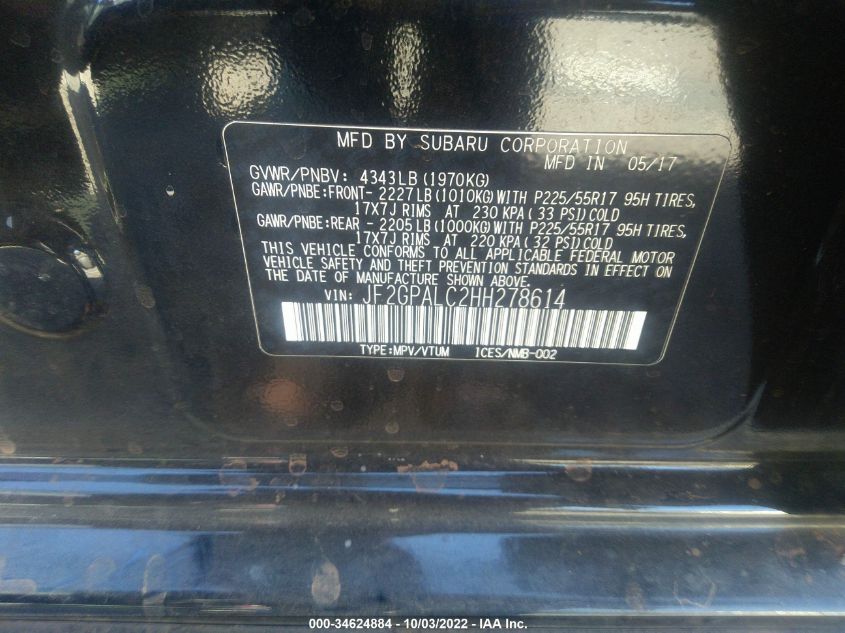 MFD BY SUBARU CORPORATION
MFD IN 05/17
GVWR/PNBV: 4343LB (1970KG)
GAWR/PNBE:FRONT- 2227LB (1010KG) WITH P225/55R17 95H TIRES,
17X7J RIMS AT 230 KPA (33 PSI) COLD
GAWR/PNBE:REAR - 2205LB (1000KG) WITH P225/55R17 95H TIRES,
17X7J RIMS AT 220 KPA (32 PSI) COLD
THIS VEHICLE CONFORMS TO ALL APPLICABLE FEDERAL MOTOR
VEHICLE SAFETY AND THEFT PREVENTION STANDARDS IN EFFECT ON
THE DATE OF MANUFACTURE SHOWN ABOVE.
VIN: JF2GPALC2HH278614
TYPE:MPV/VTUM ICES/NMB-002
000-34624884 - 10/03/2022 - IAA Inc.